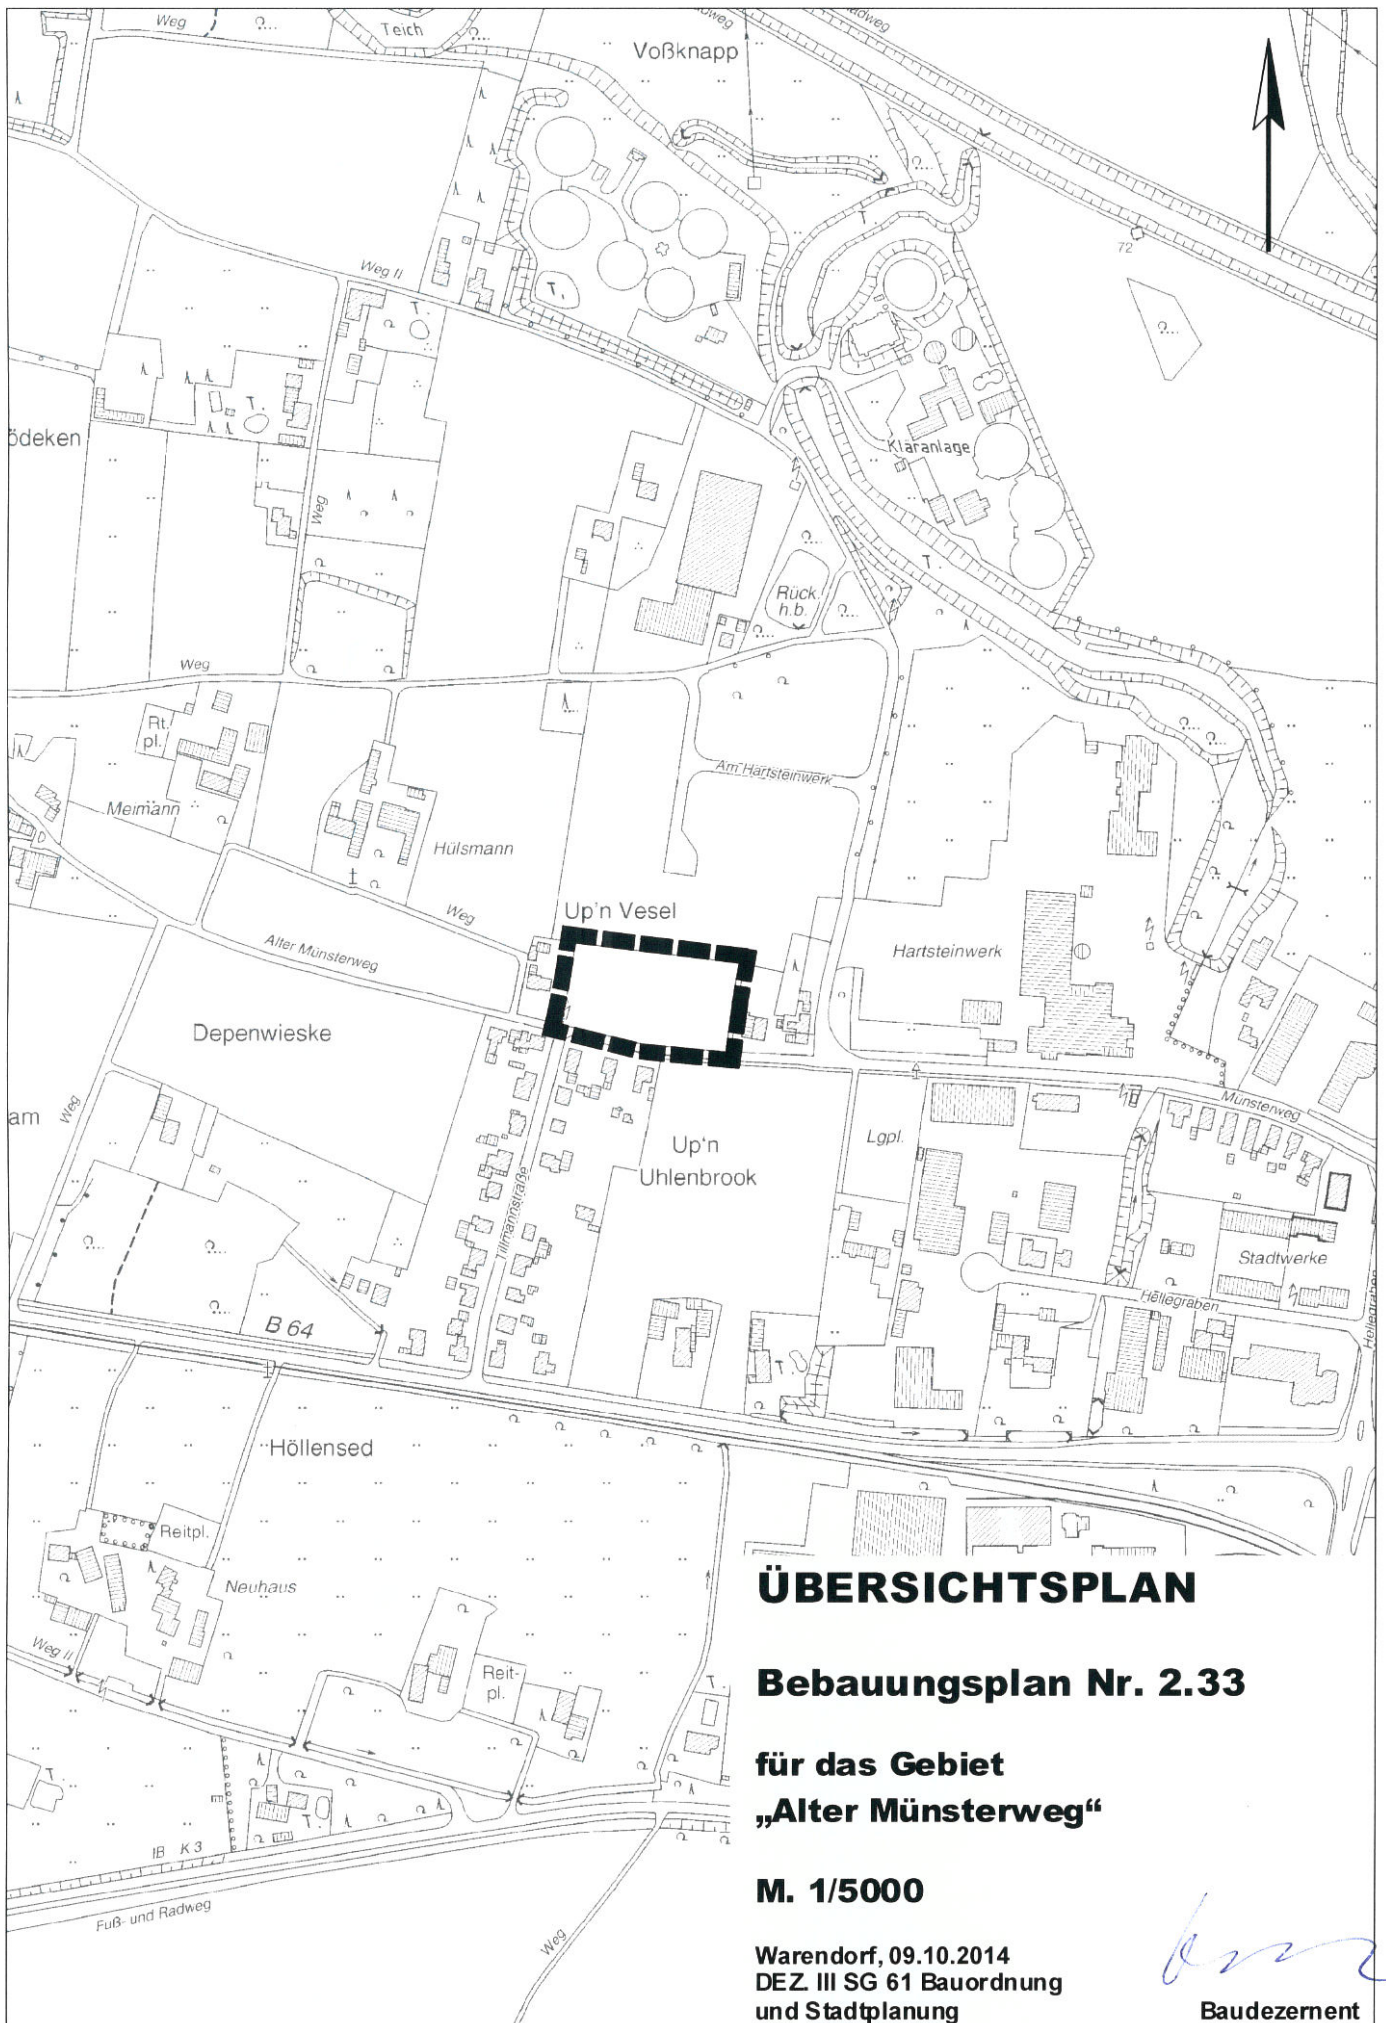 Weg
Teich
Voßknapp
Radweg
72
Weg II
T.
T.
T.
T.
ödeken
Kläranlage
Weg
T.
Rück.
h.b.
Weg
Rt.
pl.
Am Hartsteinwerk
Meimann
Hülsmann
Weg
Up'n Vesel
Alter Münsterweg
Hartsteinwerk
Depenwieske
am
Weg
Münsterweg
Up'n
Uhlenbrook
Lgpl.
Tillmannstraße
Stadtwerke
Hellegraben
Hellegraben
B 64
T.
Höllensed
Reitpl.
Neuhaus
Weg II
Reit-
pl.
T.
T.
T.
K 3
Fuß- und Radweg
Weg
ÜBERSICHTSPLAN
Bebauungsplan Nr. 2.33
für das Gebiet
„Alter Münsterweg“
M. 1/5000
Warendorf, 09.10.2014
DEZ. III SG 61 Bauordnung
und Stadtplanung
Baudezernent